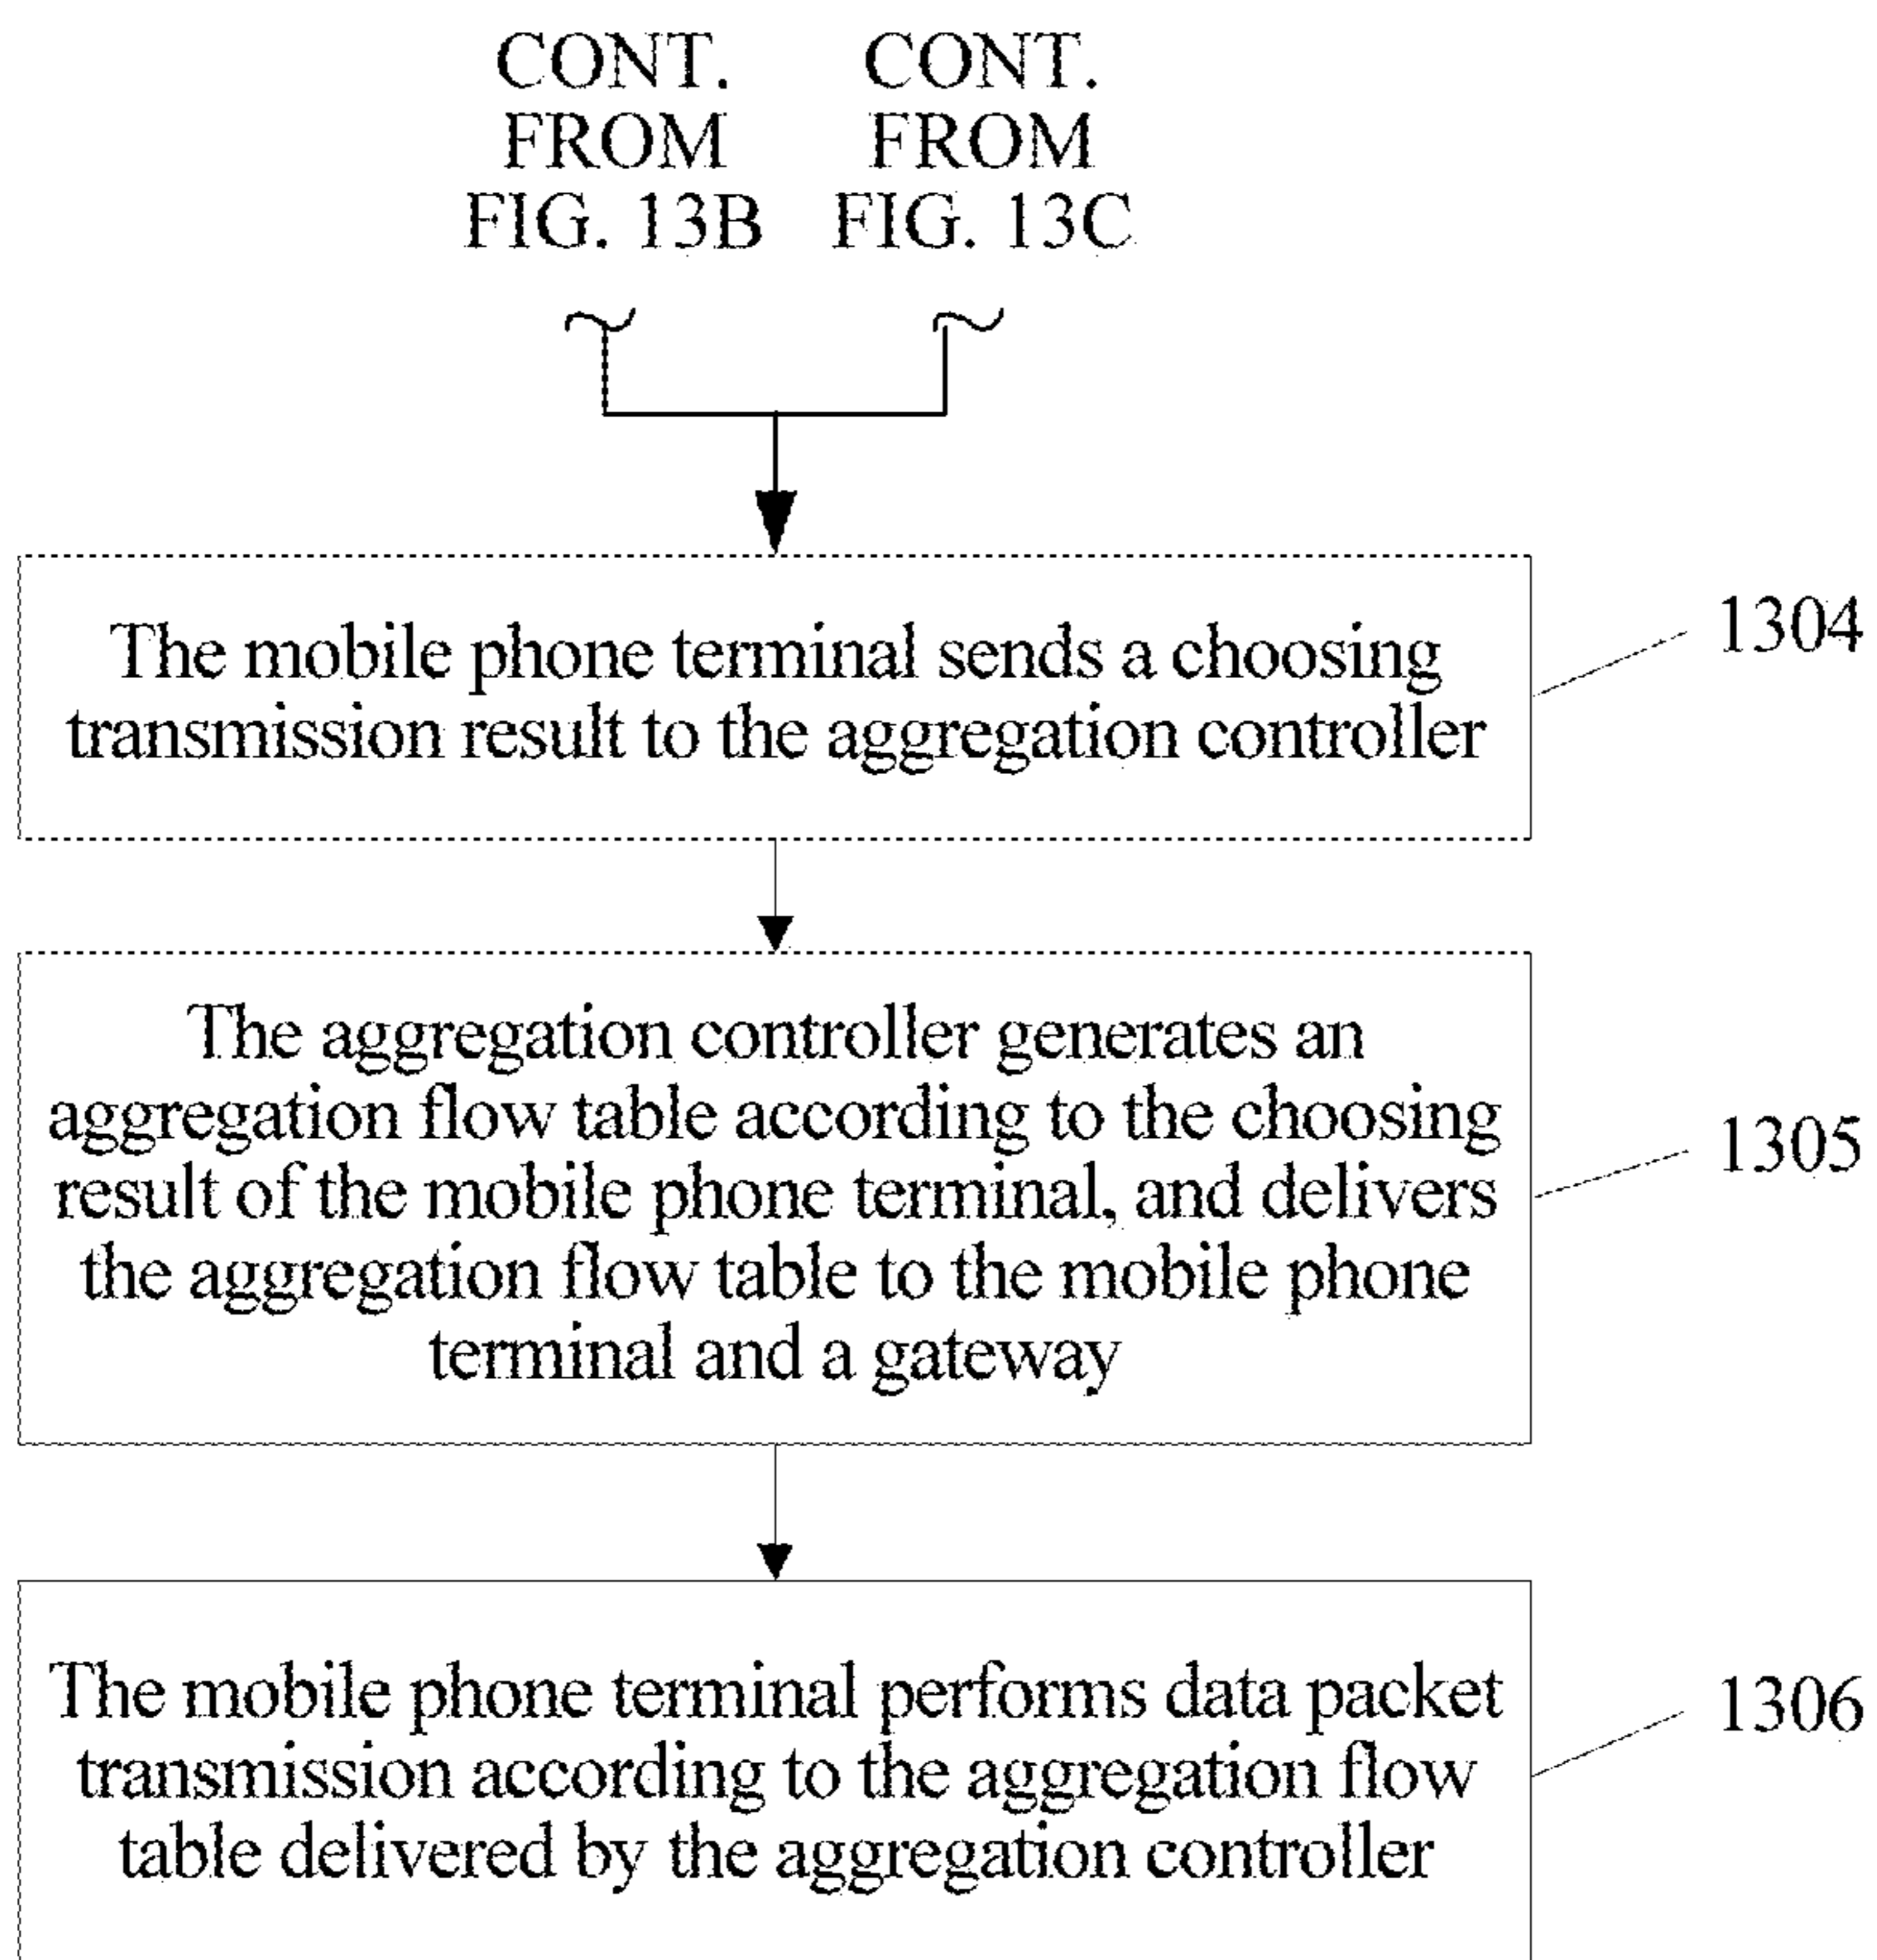 CONT.
FROM
FIG. 13B
CONT.
FROM
FIG. 13C
The mobile phone terminal sends a choosing
transmission result to the aggregation controller
1304
The aggregation controller generates an
aggregation flow table according to the choosing
result of the mobile phone terminal, and delivers
the aggregation flow table to the mobile phone
terminal and a gateway
1305
The mobile phone terminal performs data packet
transmission according to the aggregation flow
table delivered by the aggregation controller
1306